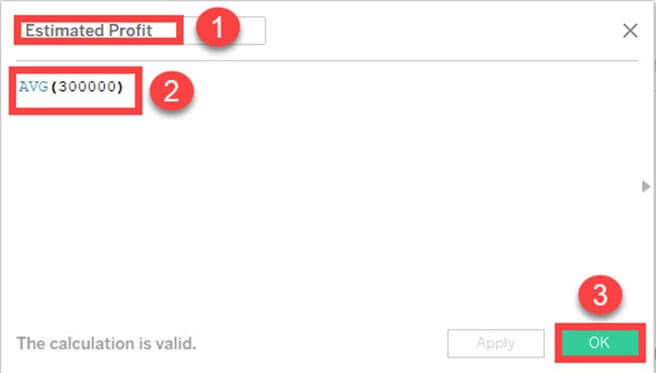 Estimated Profit
1
AVG(300000)
2
3
The calculation is valid.
Apply
OK